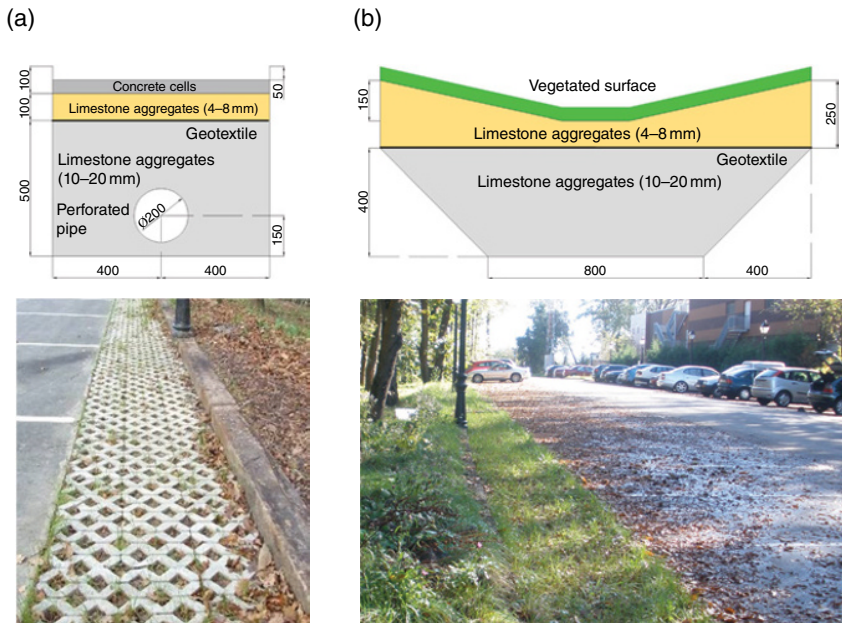 (a)
100
100
500
50
150
Concrete cells
Limestone aggregates (4–8 mm)
Geotextile
Limestone aggregates
(10–20 mm)
Perforated
pipe
Ø200
400
400
(b)
150
400
250
Vegetated surface
Limestone aggregates (4–8 mm)
Geotextile
Limestone aggregates (10–20 mm)
800
400